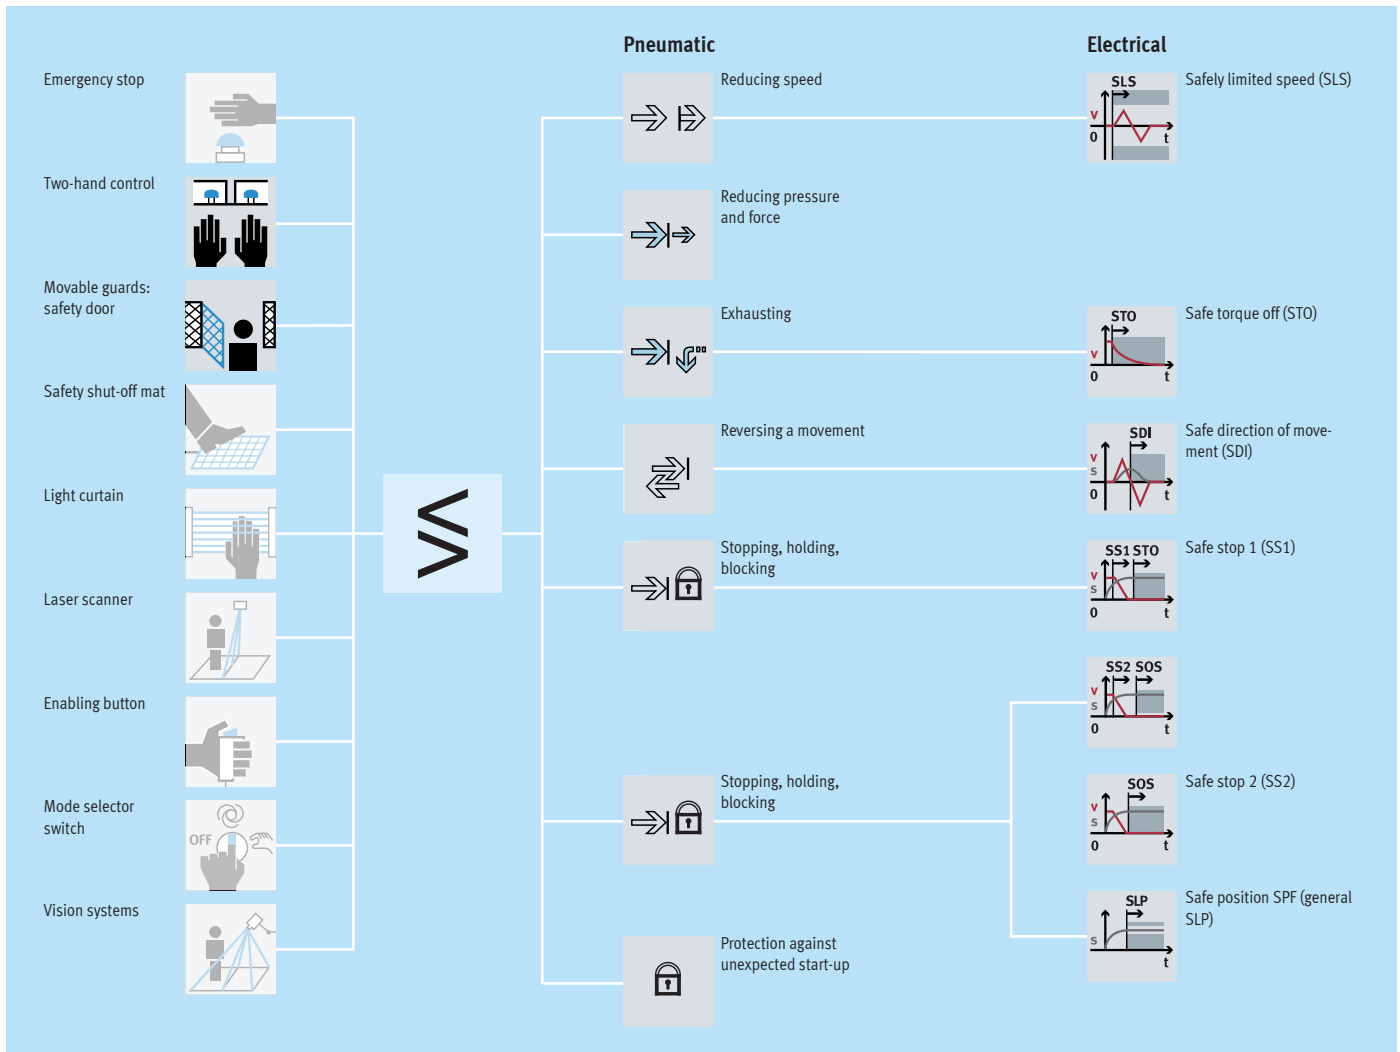 Pneumatic
Electrical
Emergency stop
Two-hand control
Movable guards:
safety door
Safety shut-off mat
Light curtain
Laser scanner
Enabling button
Mode selector
switch
OFF
Vision systems
Reducing speed
Reducing pressure
and force
Exhausting
Reversing a movement
Stopping, holding,
blocking
Stopping, holding,
blocking
Protection against
unexpected start-up
SLS
v
0
t
Safely limited speed (SLS)
STO
v
0
t
Safe torque off (STO)
SDI
v
s
0
t
Safe direction of move-
ment (SDI)
SS1 STO
v
s
0
t
Safe stop 1 (SS1)
SS2 SOS
v
s
0
t
SOS
v
s
0
t
Safe stop 2 (SS2)
SLP
s
t
Safe position SPF (general
SLP)